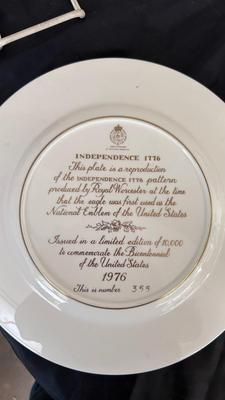 INDEPENDENCE 1776
This plate is a reproduction
of the INDEPENDENCE 1776 pattern
produced by Royal Worcester at the time
that the eagle was first used as the
National Emblem of the United States
Issued in a limited edition of 10,000
to commemorate the Bicentennial
of the United States
1976
This is number 355